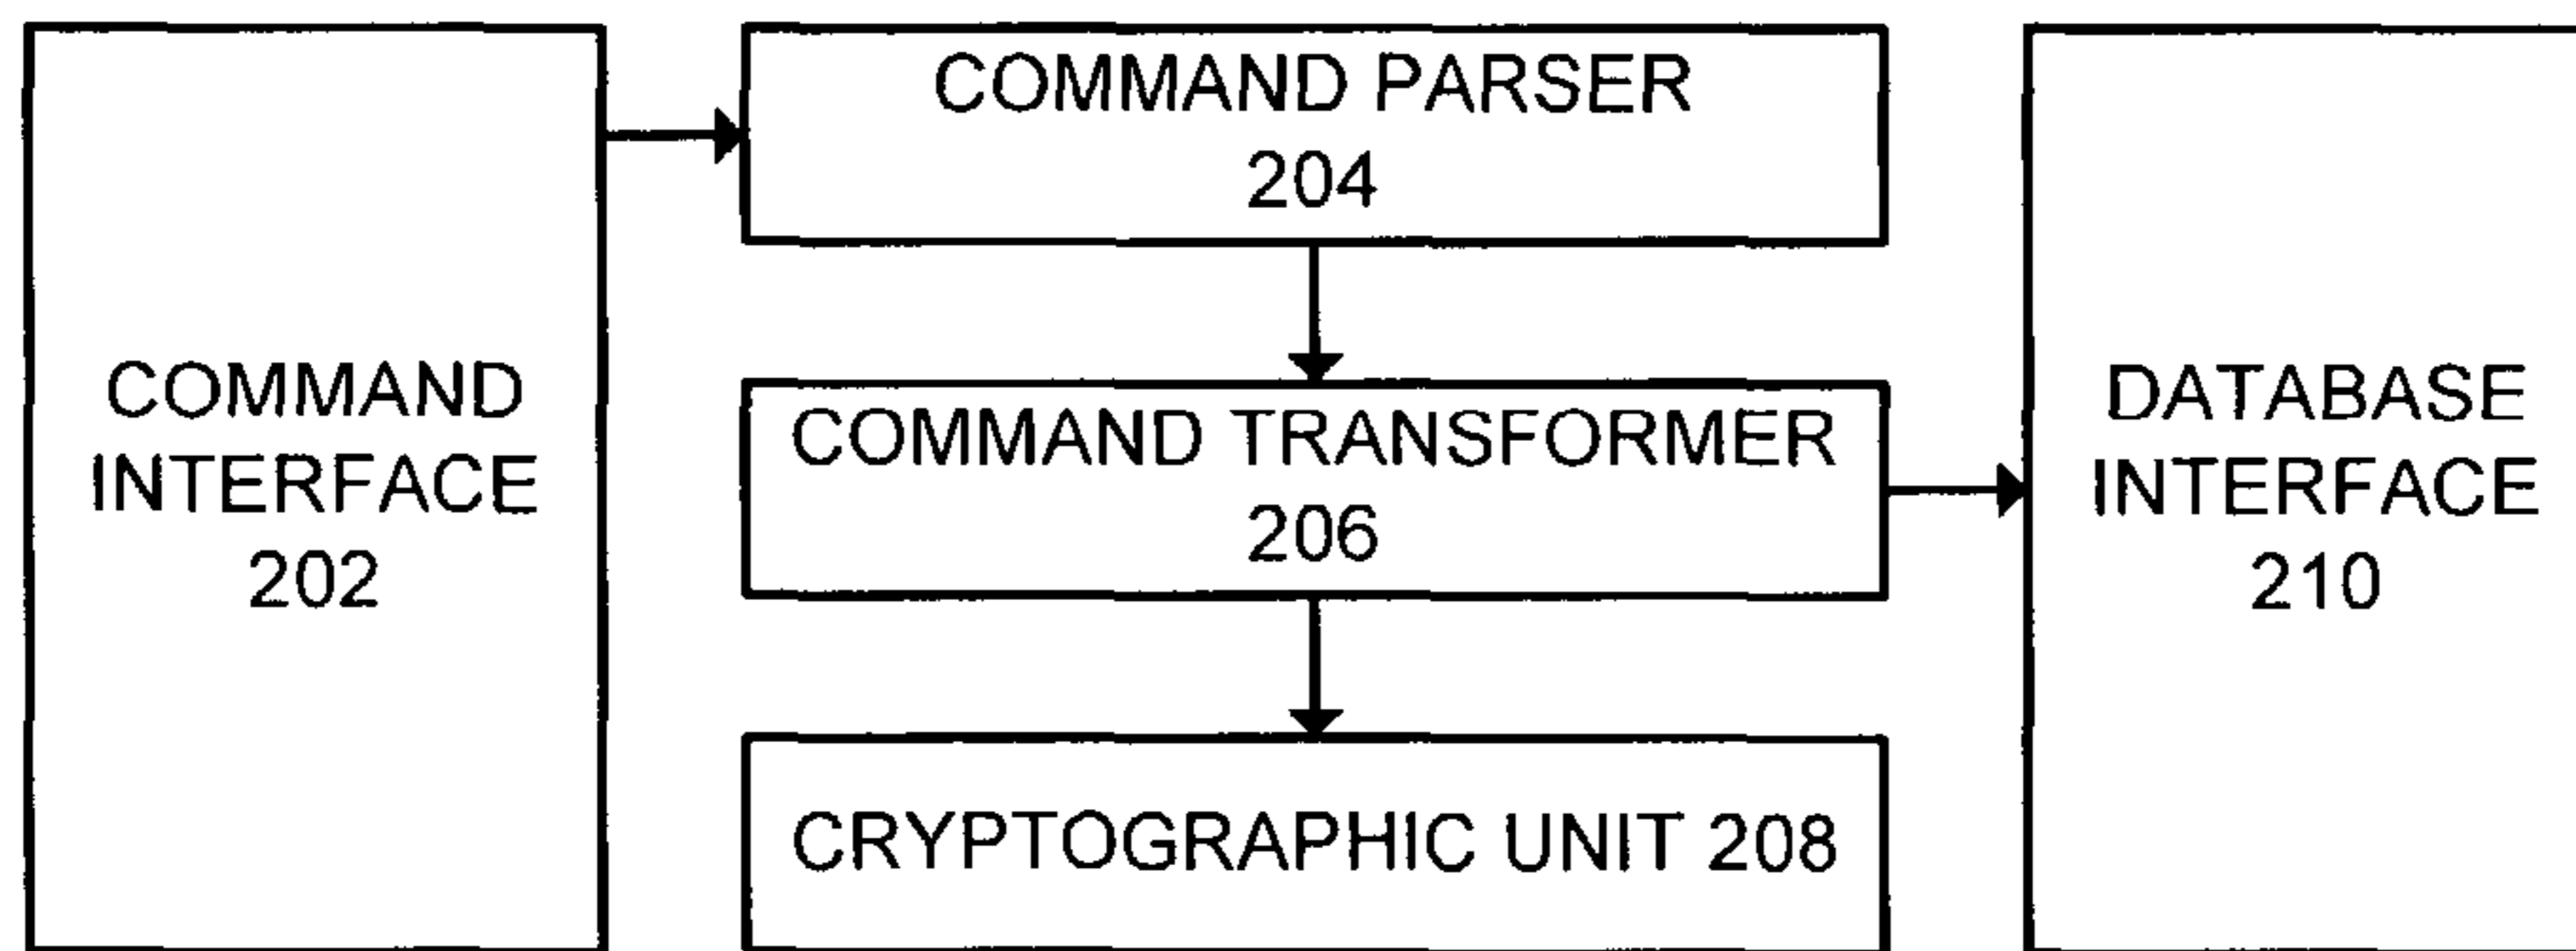 COMMAND
INTERFACE
202
COMMAND PARSER
204
COMMAND TRANSFORMER
206
CRYPTOGRAPHIC UNIT 208
DATABASE
INTERFACE
210